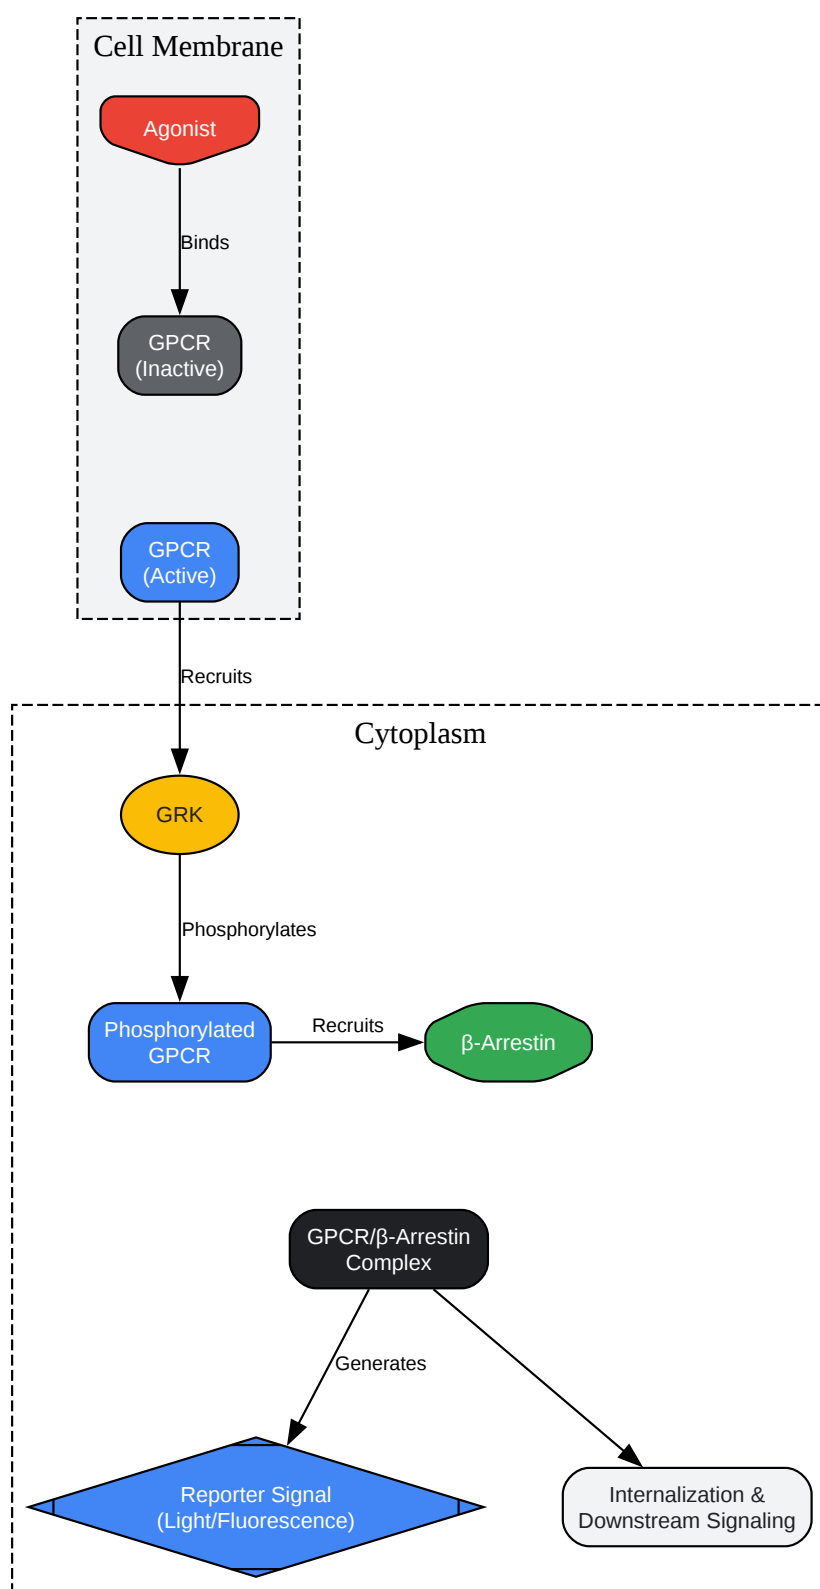 Cell Membrane
Agonist
Binds
GPCR
(Inactive)
GPCR
(Active)
Recruits
Cytoplasm
GRK
Phosphorylates
Phosphorylated
GPCR
Recruits
β-Arrestin
GPCR/β-Arrestin
Complex
Generates
Reporter Signal
(Light/Fluorescence)
Internalization &
Downstream Signaling